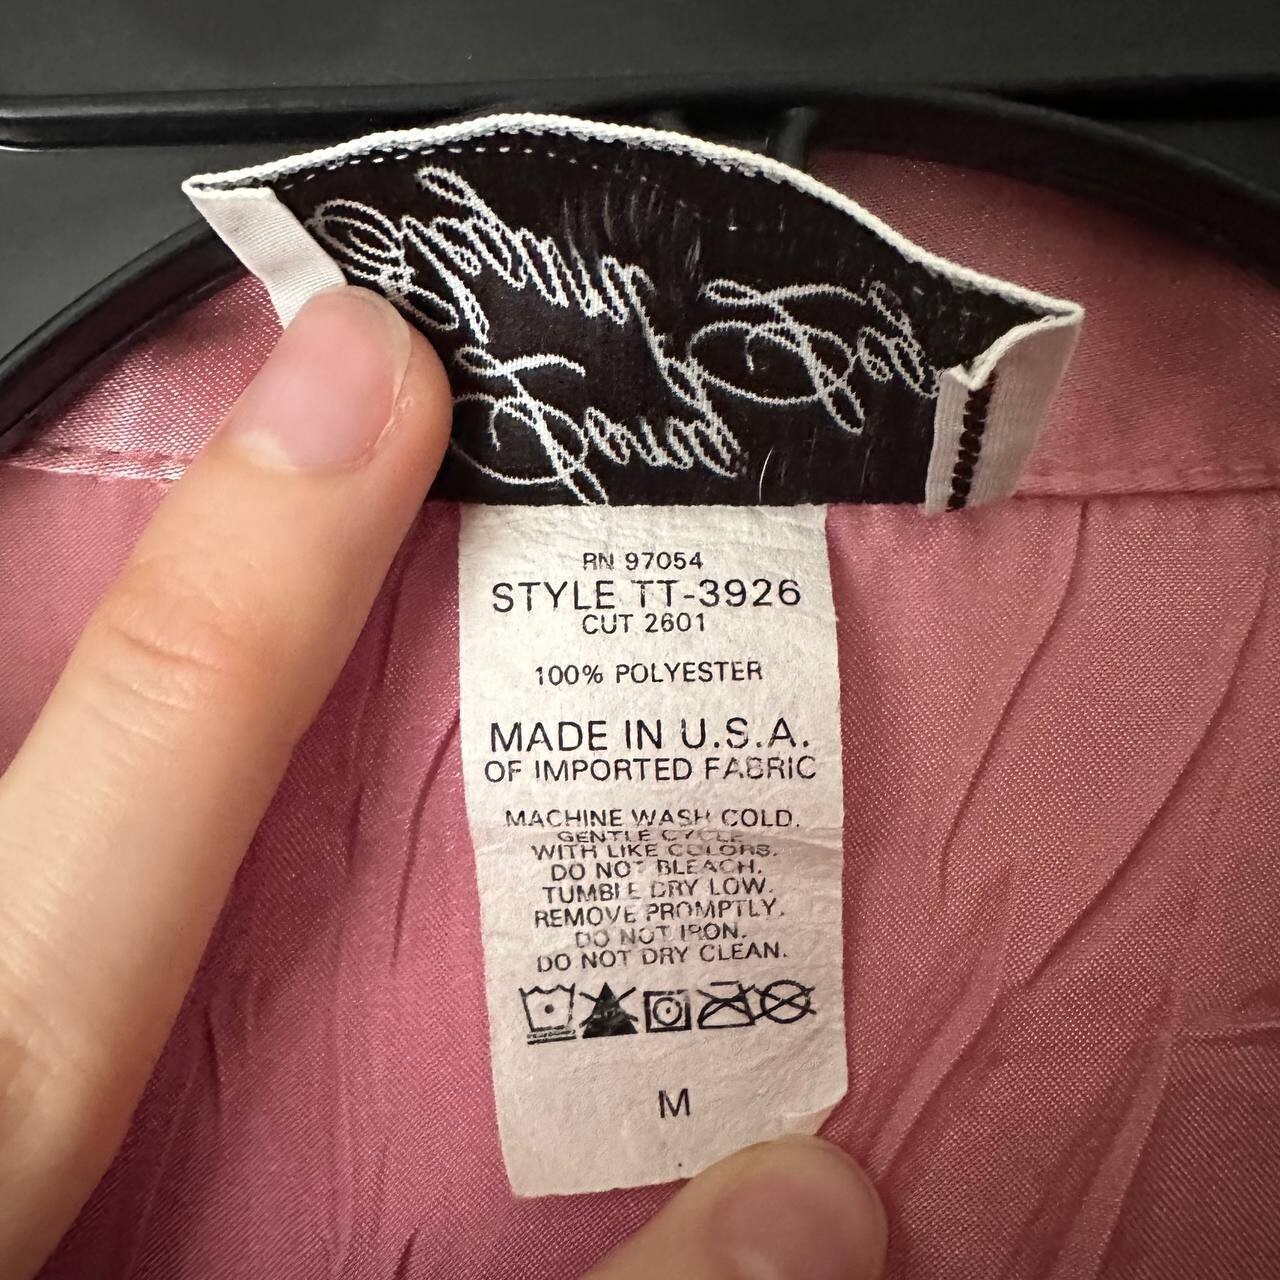 RN 97054
STYLE TT-3926
CUT 2601
100% POLYESTER
MADE IN U.S.A.
OF IMPORTED FABRIC
MACHINE WASH COLD.
GENTLE CYCLE
WITH LIKE COLORS.
DO NOT BLEACH.
TUMBLE DRY LOW.
REMOVE PROMPTLY.
DO NOT IRON.
DO NOT DRY CLEAN.
M